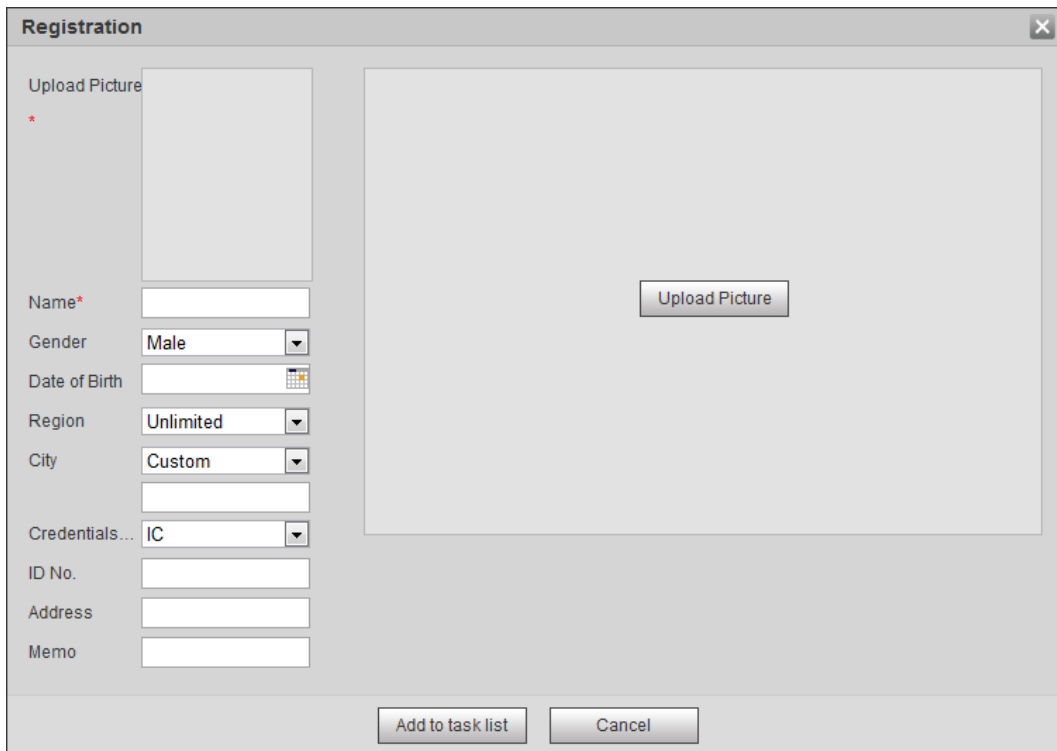 Registration
Upload Picture
*
Name*
Gender Male
Date of Birth
Region Unlimited
City Custom
Credentials... IC
ID No.
Address
Memo
Upload Picture
Add to task list Cancel